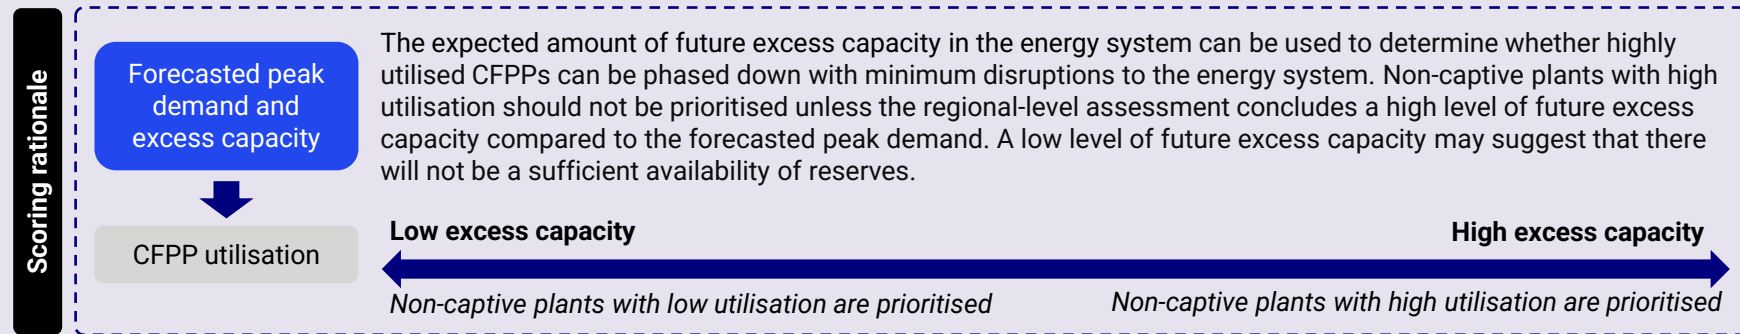 Scoring rationale
Forecasted peak
demand and
excess capacity
CFPP utilisation
The expected amount of future excess capacity in the energy system can be used to determine whether highly
utilised CFPPs can be phased down with minimum disruptions to the energy system. Non-captive plants with high
utilisation should not be prioritised unless the regional-level assessment concludes a high level of future excess
capacity compared to the forecasted peak demand. A low level of future excess capacity may suggest that there
will not be a sufficient availability of reserves.
Low excess capacity
High excess capacity
Non-captive plants with low utilisation are prioritised
Non-captive plants with high utilisation are prioritised